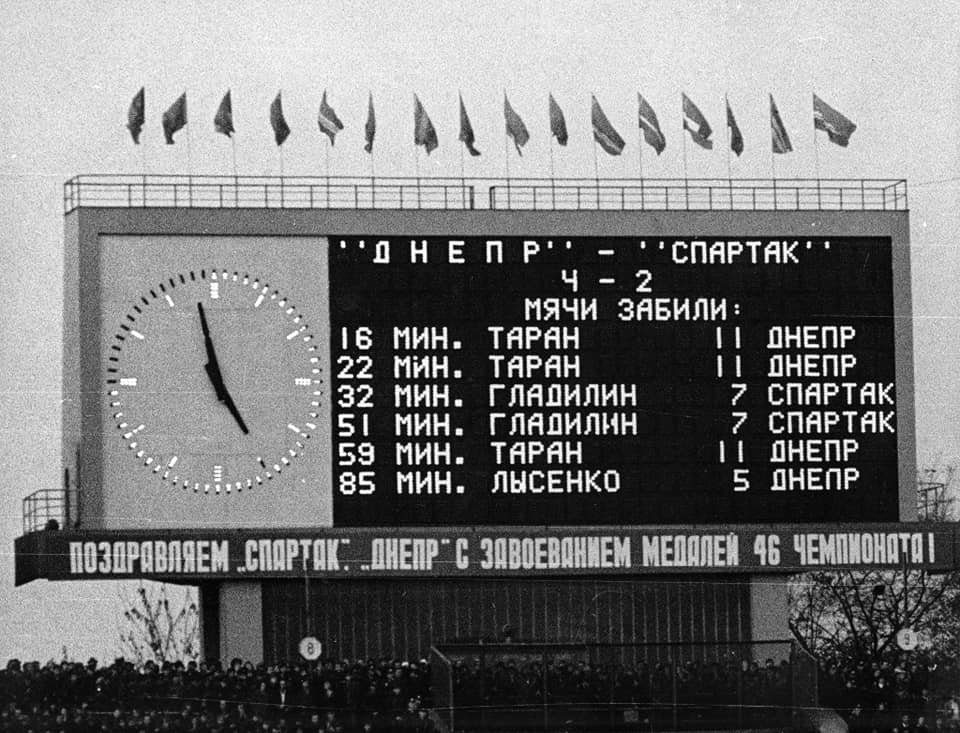 ''ДНЕПР'' - ''СПАРТАК''
4 - 2
МЯЧИ ЗАБИЛИ:
16 МИН. ТАРАН 11 ДНЕПР
22 МИН. ТАРАН 11 ДНЕПР
32 МИН. ГЛАДИЛИН 7 СПАРТАК
51 МИН. ГЛАДИЛИН 7 СПАРТАК
59 МИН. ТАРАН 11 ДНЕПР
85 МИН. ЛЫСЕНКО 5 ДНЕПР
ПОЗДРАВЛЯЕМ „СПАРТАК", „ДНЕПР" С ЗАВОЕВАНИЕМ МЕДАЛЕЙ 46 ЧЕМПИОНАТА!